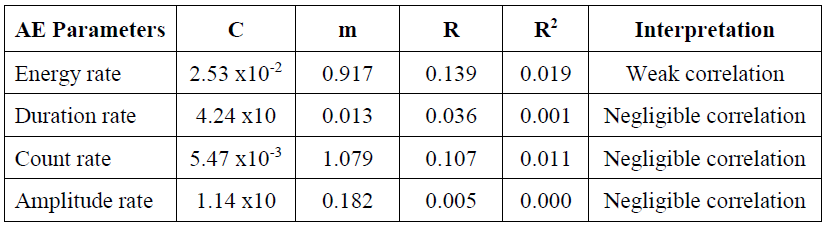 AE Parameters C m R R² Interpretation
Energy rate 2.53 x10⁻² 0.917 0.139 0.019 Weak correlation
Duration rate 4.24 x10 0.013 0.036 0.001 Negligible correlation
Count rate 5.47 x10⁻³ 1.079 0.107 0.011 Negligible correlation
Amplitude rate 1.14 x10 0.182 0.005 0.000 Negligible correlation